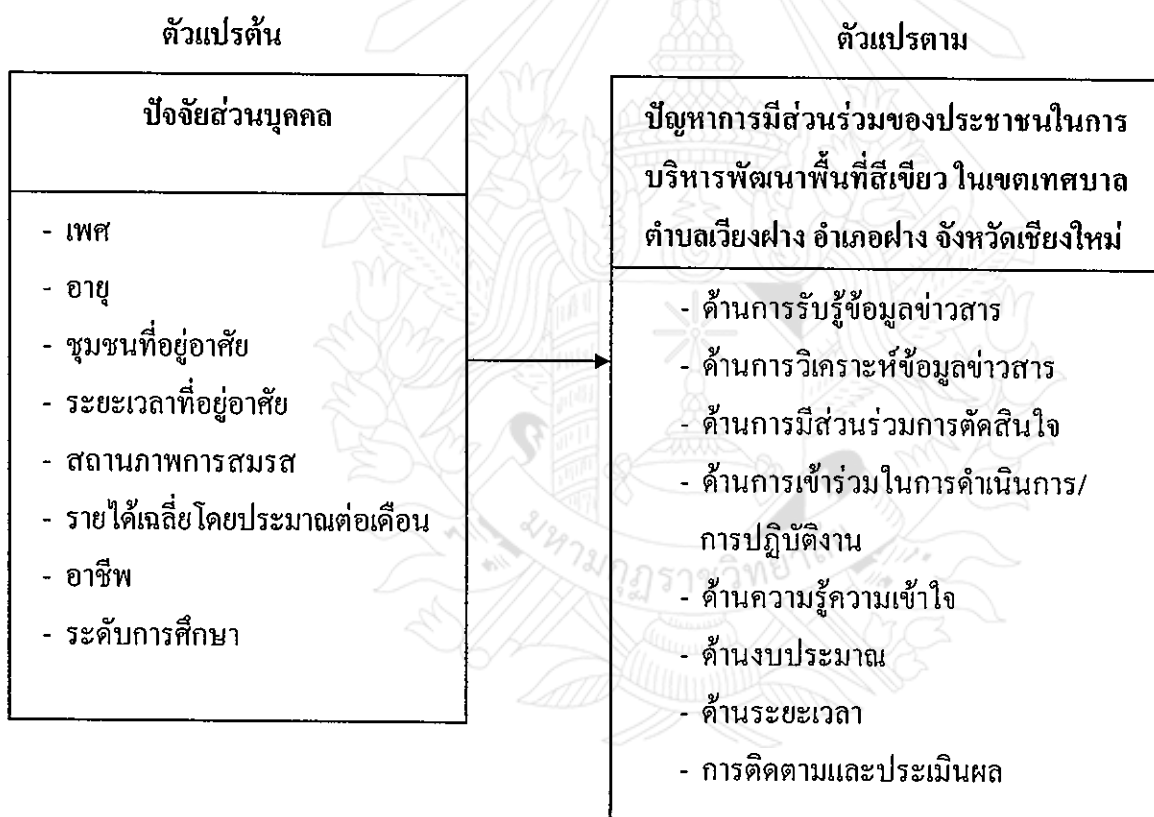 ตัวแปรต้น
ปัจจัยส่วนบุคคล
- เพศ
- อายุ
- ชุมชนที่อยู่อาศัย
- ระยะเวลาที่อยู่อาศัย
- สถานภาพการสมรส
- รายได้เฉลี่ยโดยประมาณต่อเดือน
- อาชีพ
- ระดับการศึกษา
ตัวแปรตาม
ปัญหาการมีส่วนร่วมของประชาชนในการ
บริหารพัฒนาพื้นที่สีเขียว ในเขตเทศบาล
ตำบลเวียงฝาง อำเภอฝาง จังหวัดเชียงใหม่
- ด้านการรับรู้ข้อมูลข่าวสาร
- ด้านการวิเคราะห์ข้อมูลข่าวสาร
- ด้านการมีส่วนร่วมการตัดสินใจ
- ด้านการเข้าร่วมในการดำเนินการ/
การปฏิบัติงาน
- ด้านความรู้ความเข้าใจ
- ด้านงบประมาณ
- ด้านระยะเวลา
- การติดตามและประเมินผล
มหามกุฏราชวิทยาลัย